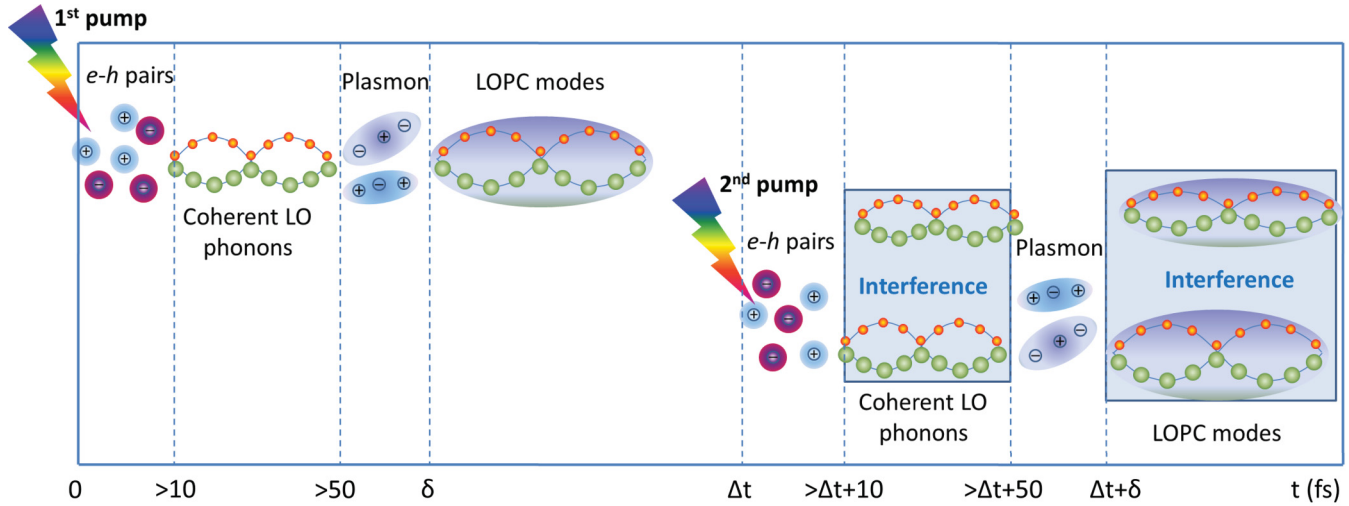 1st pump
e-h pairs
Plasmon
LOPC modes
Coherent LO
phonons
2nd pump
e-h pairs
Interference
Plasmon
Interference
Coherent LO
phonons
LOPC modes
0 >10 >50 δ Δt >Δt+10 >Δt+50 Δt+δ t (fs)